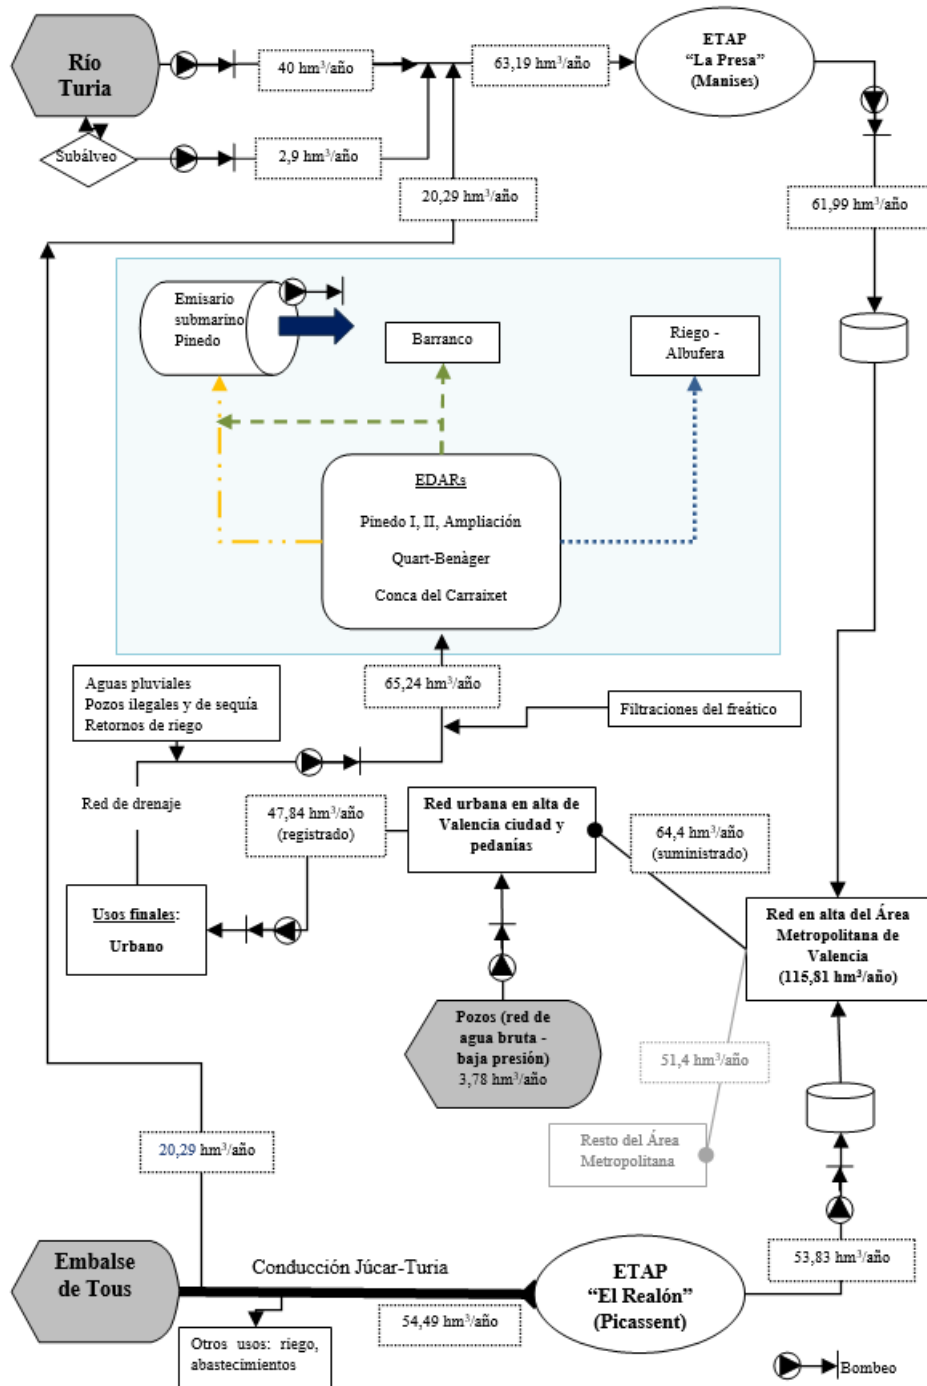 Río
Turia
40 hm³/año
63,19 hm³/año
ETAP
“La Presa”
(Manises)
Subálveo
2,9 hm³/año
20,29 hm³/año
61,99 hm³/año
Emisario
submarino
Pinedo
Barranco
Riego -
Albufera
EDARs
Pinedo I, II, Ampliación
Quart-Benàger
Conca del Carraixet
65,24 hm³/año
Aguas pluviales
Pozos ilegales y de sequía
Retornos de riego
Filtraciones del freático
Red de drenaje
47,84 hm³/año
(registrado)
Red urbana en alta de
Valencia ciudad y
pedanías
64,4 hm³/año
(suministrado)
Usos finales:
Urbano
Red en alta del Área
Metropolitana de
Valencia
(115,81 hm³/año)
Pozos (red de
agua bruta -
baja presión)
3,78 hm³/año
51,4 hm³/año
Resto del Área
Metropolitana
20,29 hm³/año
Embalse
de Tous
Conducción Júcar-Turia
54,49 hm³/año
ETAP
“El Realón”
(Picassent)
53,83 hm³/año
Otros usos: riego,
abastecimientos
Bombeo